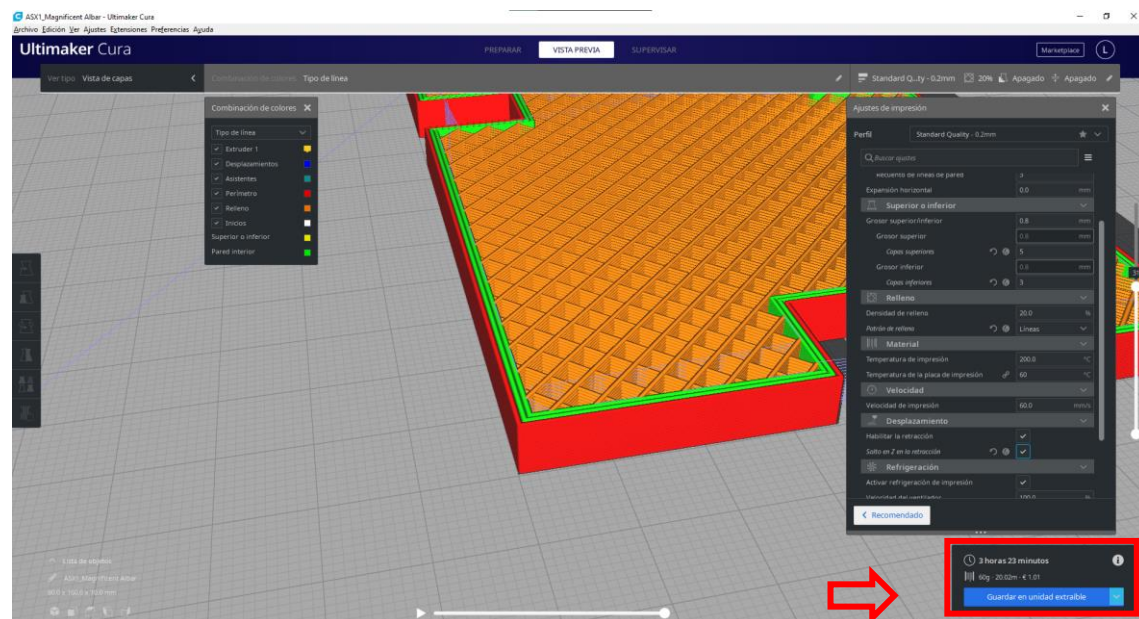 ASX1_Magnificent Albar - Ultimaker Cura
Archivo Edición Ver Ajustes Extensiones Preferencias Ayuda
Ultimaker Cura
PREPARAR VISTA PREVIA SUPERVISAR
Marketplace L
Ver tipo Vista de capas
Combinación de colores Tipo de línea
Standard Q...ty - 0.2mm 20% Apagado Apagado
Combinación de colores
Tipo de línea
Extruder 1
Desplazamientos
Asistentes
Perímetro
Relleno
Inicios
Superior o inferior
Pared interior
Ajustes de impresión
Perfil Standard Quality - 0.2mm
Buscar ajustes
Recuento de líneas de pared 3
Expansión horizontal 0.0 mm
Superior o inferior
Grosor superior/inferior 0.8 mm
Grosor superior 0.8 mm
Capas superiores 5
Grosor inferior 0.8 mm
Capas inferiores 3
Relleno
Densidad de relleno 20.0 %
Patrón de relleno Líneas
Material
Temperatura de impresión 200.0 °C
Temperatura de la placa de impresión 60 °C
Velocidad
Velocidad de impresión 60.0 mm/s
Desplazamiento
Habilitar la retracción
Salto en Z en la retracción
Refrigeración
Activar refrigeración de impresión
Velocidad del ventilador 100.0 %
Recomendado
Lista de objetos
ASX1_Magnificent Albar
3 horas 23 minutos
60g · 20.02m · € 1.01
Guardar en unidad extraíble